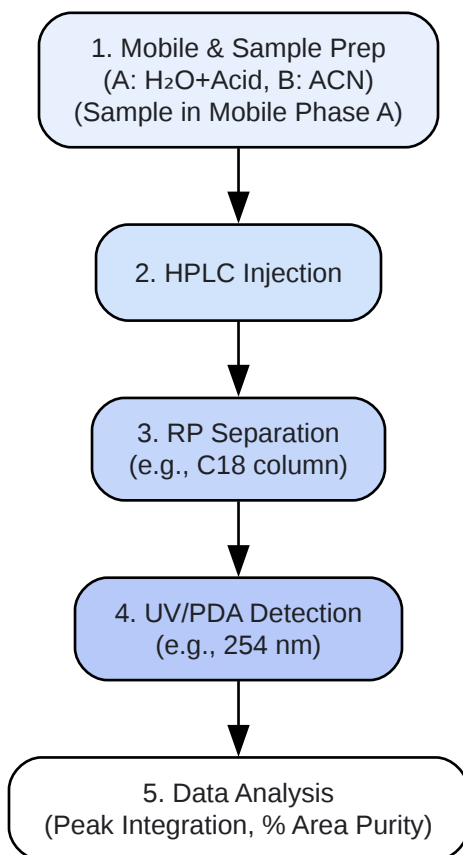 1. Mobile & Sample Prep
(A: H₂O+Acid, B: ACN)
(Sample in Mobile Phase A)
2. HPLC Injection
3. RP Separation
(e.g., C18 column)
4. UV/PDA Detection
(e.g., 254 nm)
5. Data Analysis
(Peak Integration, % Area Purity)